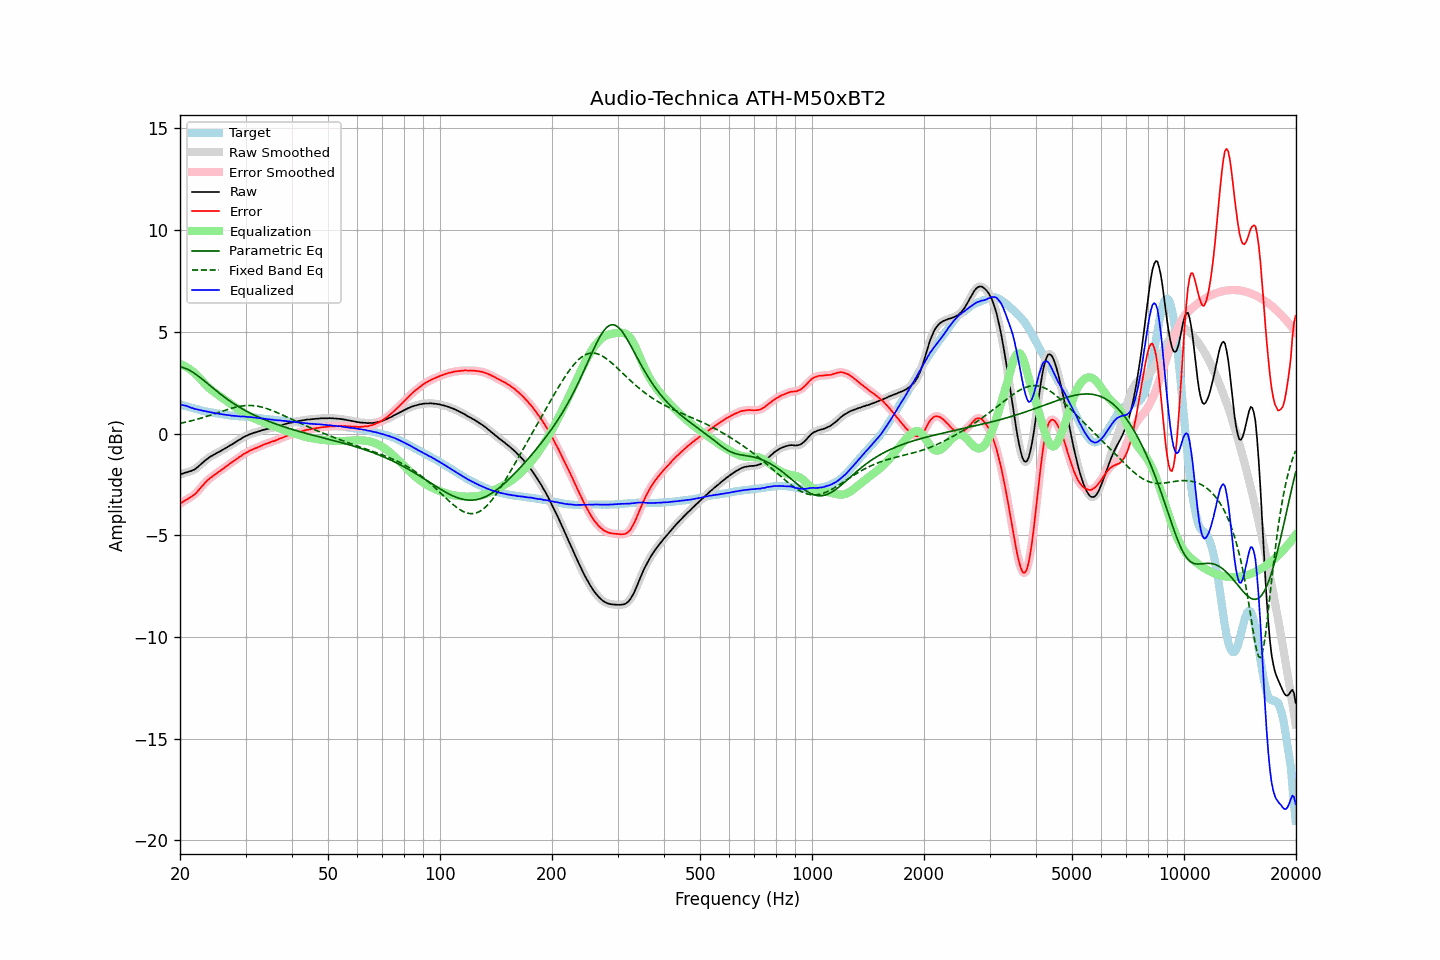 Audio-Technica ATH-M50xBT2
Target
Raw Smoothed
Error Smoothed
Raw
Error
Equalization
Parametric Eq
Fixed Band Eq
Equalized
Amplitude (dBr)
15
10
5
0
−5
−10
−15
−20
20 50 100 200 500 1000 2000 5000 10000 20000
Frequency (Hz)